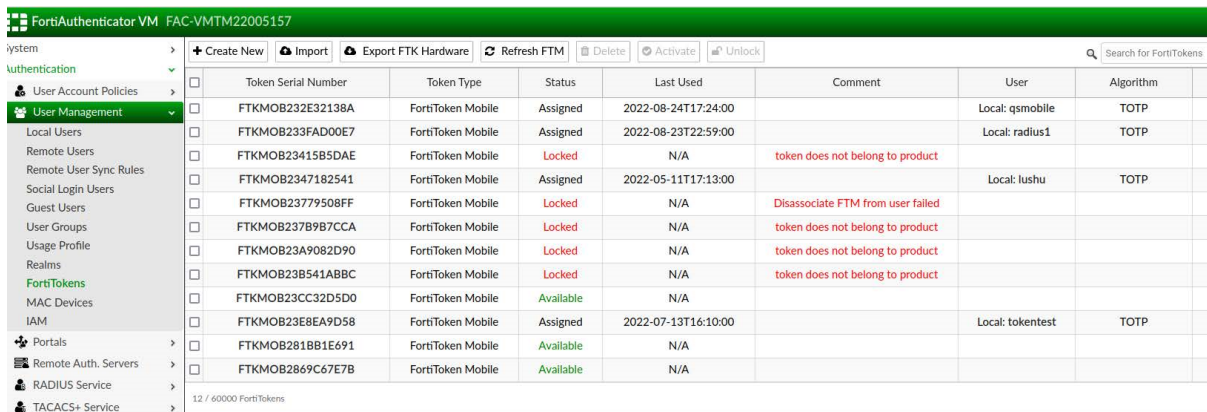 FortiAuthenticator VM FAC-VMTM22005157
System
Authentication
User Account Policies
User Management
Local Users
Remote Users
Remote User Sync Rules
Social Login Users
Guest Users
User Groups
Usage Profile
Realms
FortiTokens
MAC Devices
IAM
Portals
Remote Auth. Servers
RADIUS Service
TACACS+ Service
Create New Import Export FTK Hardware Refresh FTM Delete Activate Unlock Search for FortiTokens
Token Serial Number Token Type Status Last Used Comment User Algorithm
FTKMOB232E32138A FortiToken Mobile Assigned 2022-08-24T17:24:00 Local: qsmobile TOTP
FTKMOB233FAD00E7 FortiToken Mobile Assigned 2022-08-23T22:59:00 Local: radius1 TOTP
FTKMOB23415B5DAE FortiToken Mobile Locked N/A token does not belong to product
FTKMOB2347182541 FortiToken Mobile Assigned 2022-05-11T17:13:00 Local: lushu TOTP
FTKMOB23779508FF FortiToken Mobile Locked N/A Disassociate FTM from user failed
FTKMOB237B9B7CCA FortiToken Mobile Locked N/A token does not belong to product
FTKMOB23A9082D90 FortiToken Mobile Locked N/A token does not belong to product
FTKMOB23B541ABBC FortiToken Mobile Locked N/A token does not belong to product
FTKMOB23CC32D5D0 FortiToken Mobile Available N/A
FTKMOB23E8EA9D58 FortiToken Mobile Assigned 2022-07-13T16:10:00 Local: tokentest TOTP
FTKMOB281BB1E691 FortiToken Mobile Available N/A
FTKMOB2869C67E7B FortiToken Mobile Available N/A
12 / 60000 FortiTokens